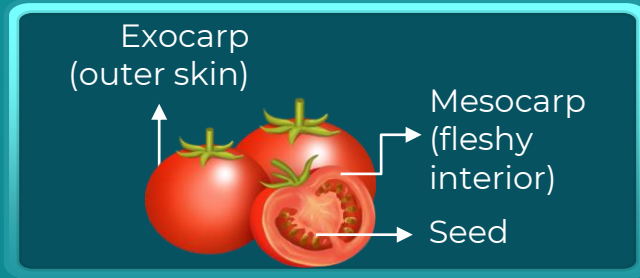 Exocarp
(outer skin)
Mesocarp
(fleshy
interior)
Seed